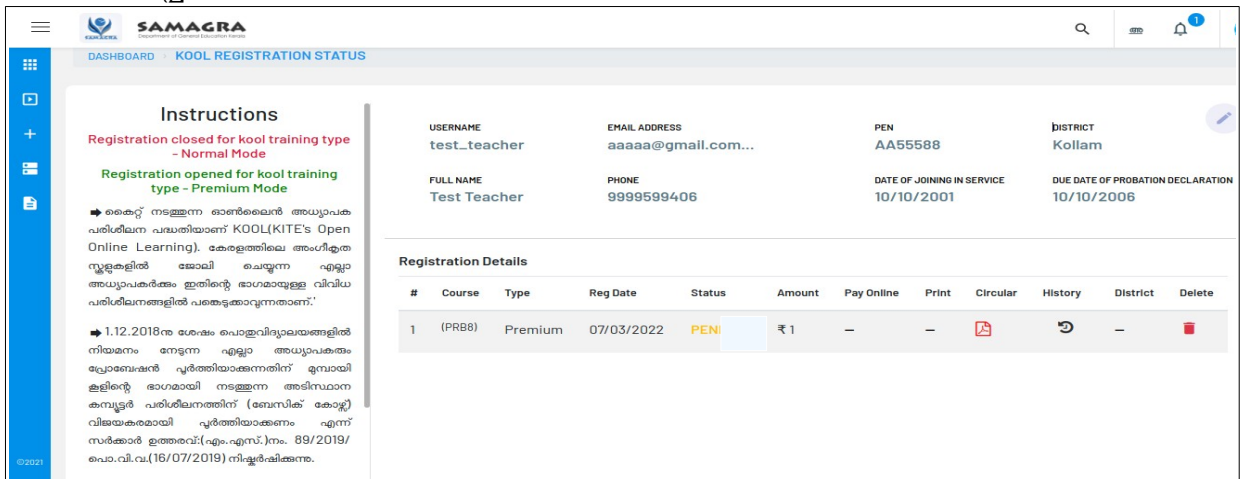 SAMAGRA
Department of General Education Kerala
1
DASHBOARD KOOL REGISTRATION STATUS
Instructions
Registration closed for kool training type
- Normal Mode
Registration opened for kool training
type - Premium Mode
➡ കൈറ്റ് നടത്തുന്ന ഓൺലൈൻ അധ്യാപക
പരിശീലന പദ്ധതിയാണ് KOOL(KITE's Open
Online Learning). കേരളത്തിലെ അംഗീകൃത
സ്കൂളുകളിൽ ജോലി ചെയ്യുന്ന എല്ലാ
അധ്യാപകർക്കും ഇതിന്റെ ഭാഗമായുള്ള വിവിധ
പരിശീലനങ്ങളിൽ പങ്കെടുക്കാവുന്നതാണ്.'
➡ 1.12.2018നു ശേഷം പൊതുവിദ്യാലയങ്ങളിൽ
നിയമനം നേടുന്ന എല്ലാ അധ്യാപകരും
പ്രോബേഷൻ പൂർത്തിയാക്കുന്നതിന് മുമ്പായി
കൂളിന്റെ ഭാഗമായി നടത്തുന്ന അടിസ്ഥാന
കമ്പ്യൂട്ടർ പരിശീലനത്തിന് (ബേസിക് കോഴ്സ്)
വിജയകരമായി പൂർത്തിയാക്കണം എന്ന്
സർക്കാർ ഉത്തരവ്:(എം.എസ്.)നം. 89/2019/
പൊ.വി.വ.(16/07/2019) നിഷ്കർഷിക്കുന്നു.
©2021
USERNAME EMAIL ADDRESS PEN DISTRICT
test_teacher aaaaa@gmail.com... AA55588 Kollam
FULL NAME PHONE DATE OF JOINING IN SERVICE DUE DATE OF PROBATION DECLARATION
Test Teacher 9999599406 10/10/2001 10/10/2006
Registration Details
# Course Type Reg Date Status Amount Pay Online Print Circular History District Delete
1 (PRB8) Premium 07/03/2022 PEN ₹ 1 – – –